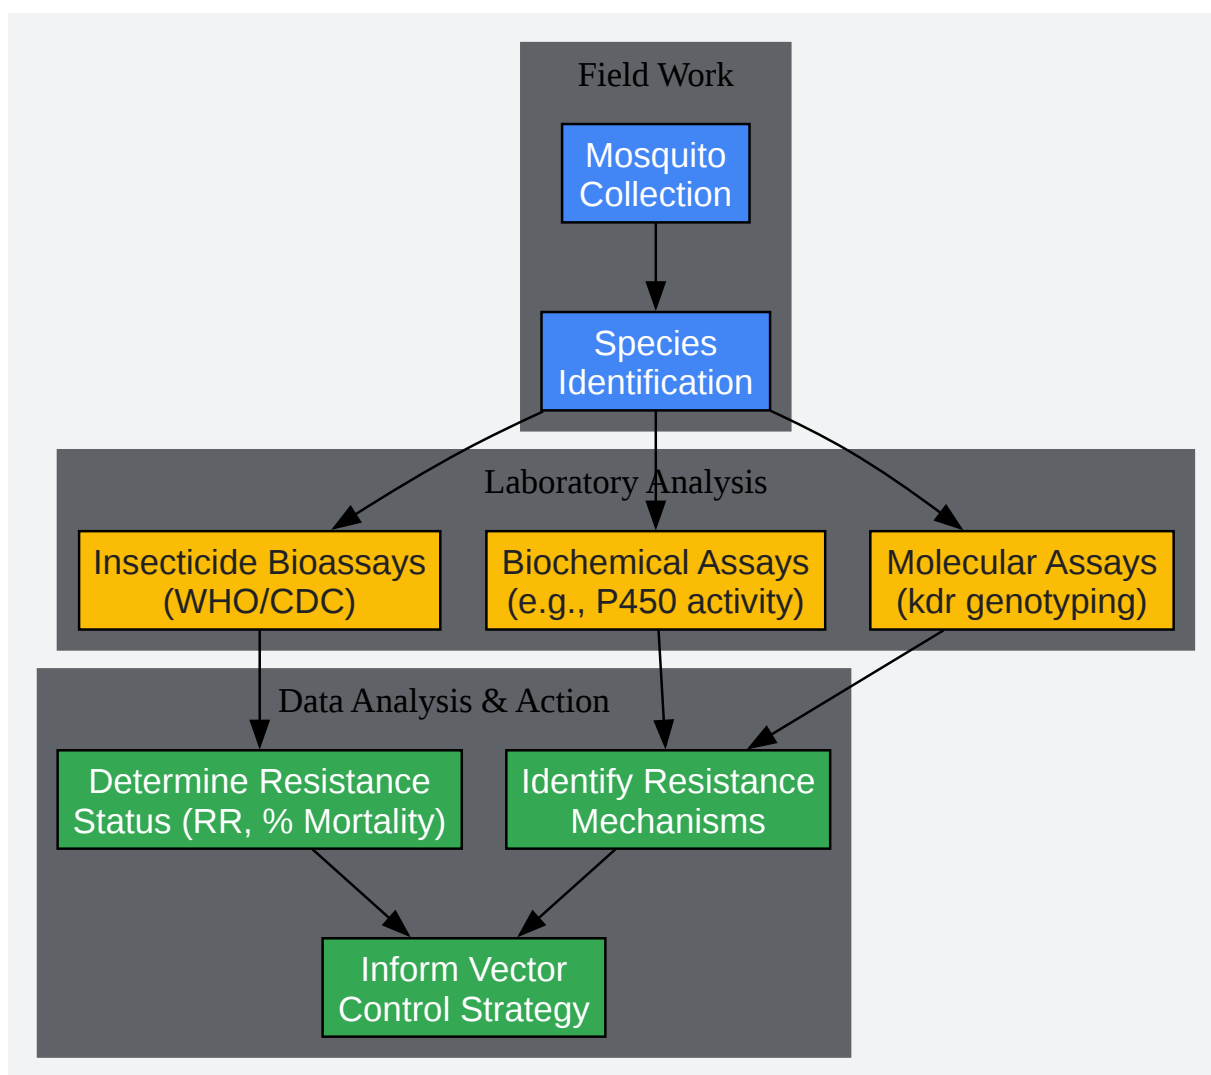 Field Work
Mosquito
Collection
Species
Identification
Laboratory Analysis
Insecticide Bioassays
(WHO/CDC)
Biochemical Assays
(e.g., P450 activity)
Molecular Assays
(kdr genotyping)
Data Analysis & Action
Determine Resistance
Status (RR, % Mortality)
Identify Resistance
Mechanisms
Inform Vector
Control Strategy